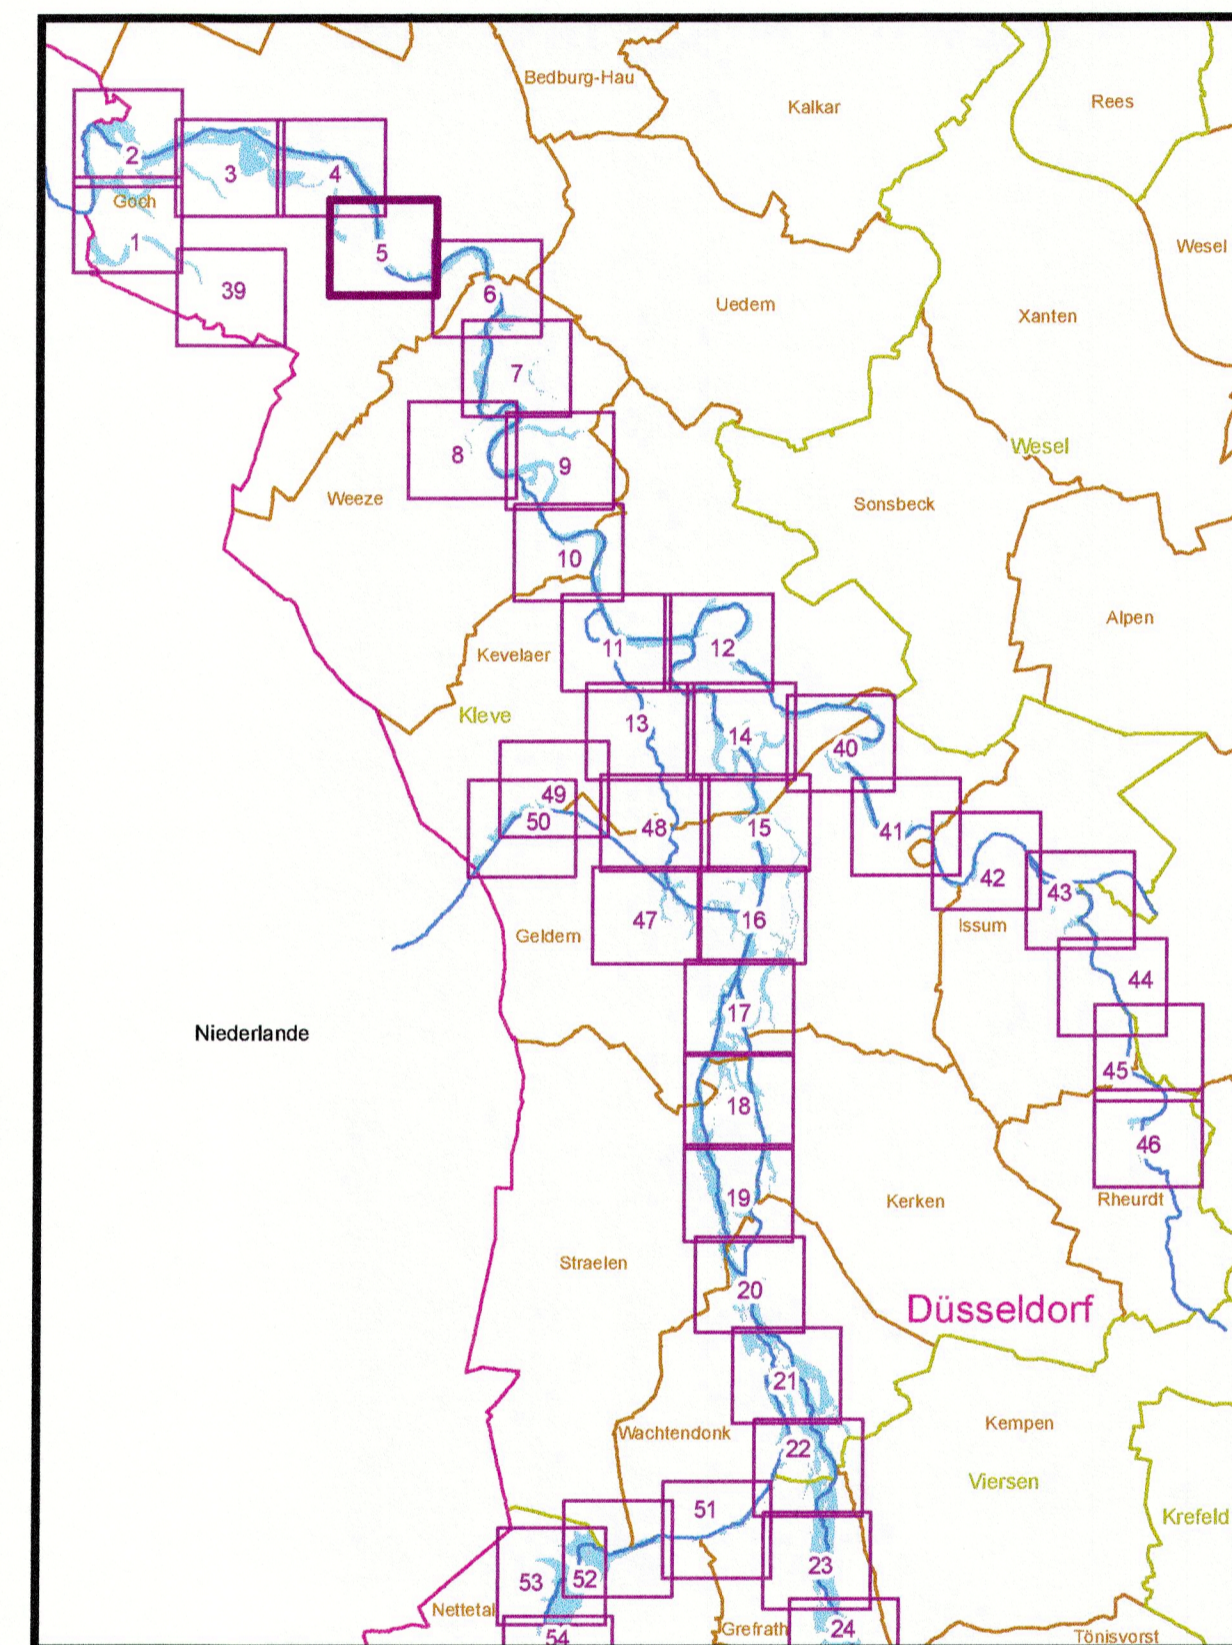 Bedburg-Hau
Kalkar
Rees
2
3
4
Goch
1
5
39
6
Wesel
Uedem
Xanten
7
Wesel
8
9
Weeze
Sonsbeck
10
Alpen
11
12
Kevelaer
Kleve
13
14
40
49
50
48
15
41
42
43
47
16
Geldern
Issum
44
17
Niederlande
45
18
46
19
Kerken
Rheurdt
Straelen
20
Düsseldorf
21
Wachtendonk
22
Kempen
Viersen
51
Krefeld
53
52
23
Nettetal
54
Grefrath
24
Tönisvorst